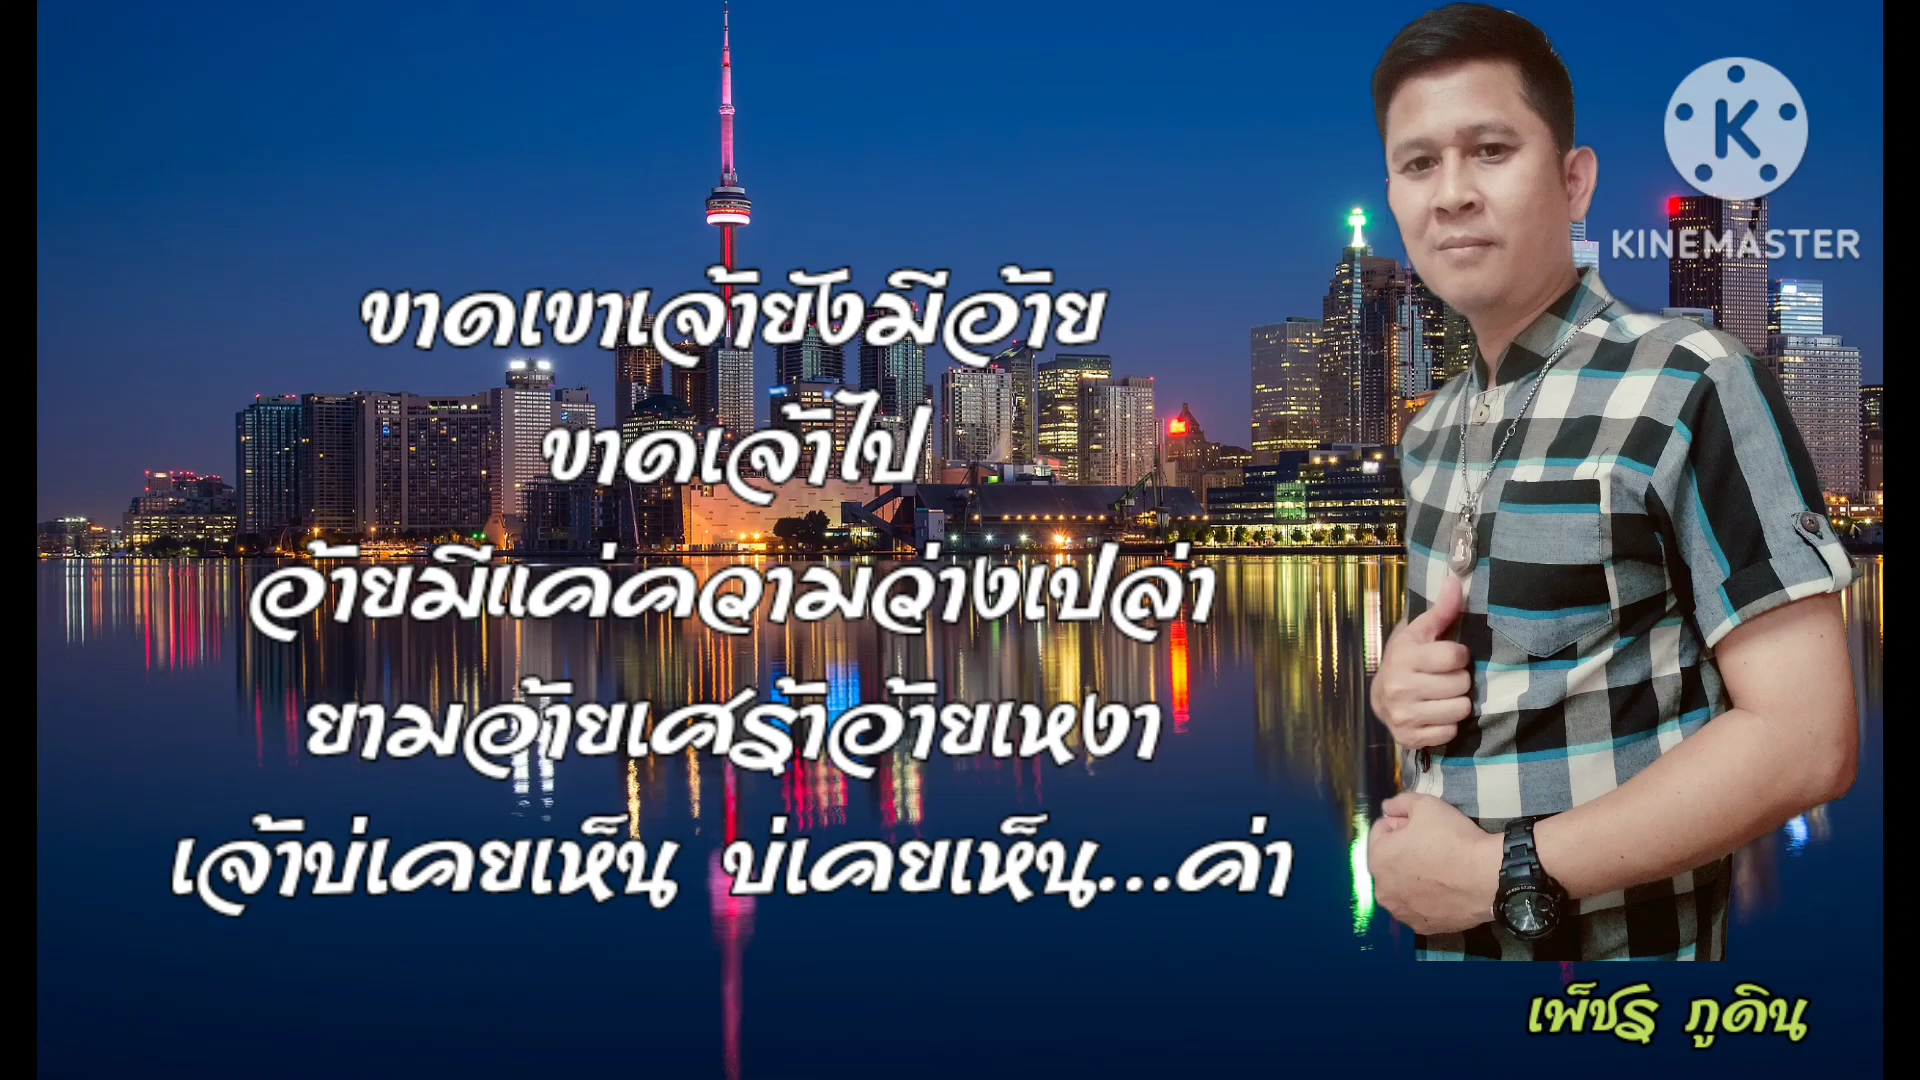 K
KINEMASTER
ขาดเขาเจ้ายังมีอ้าย
ขาดเจ้าไป
อ้ายมีแค่ความว่างเปล่า
ยามอ้ายเศร้าอ้ายเหงา
เจ้าบ่เคยเห็น บ่เคยเห็น...ค่า
เพ็ชร ภูดิน